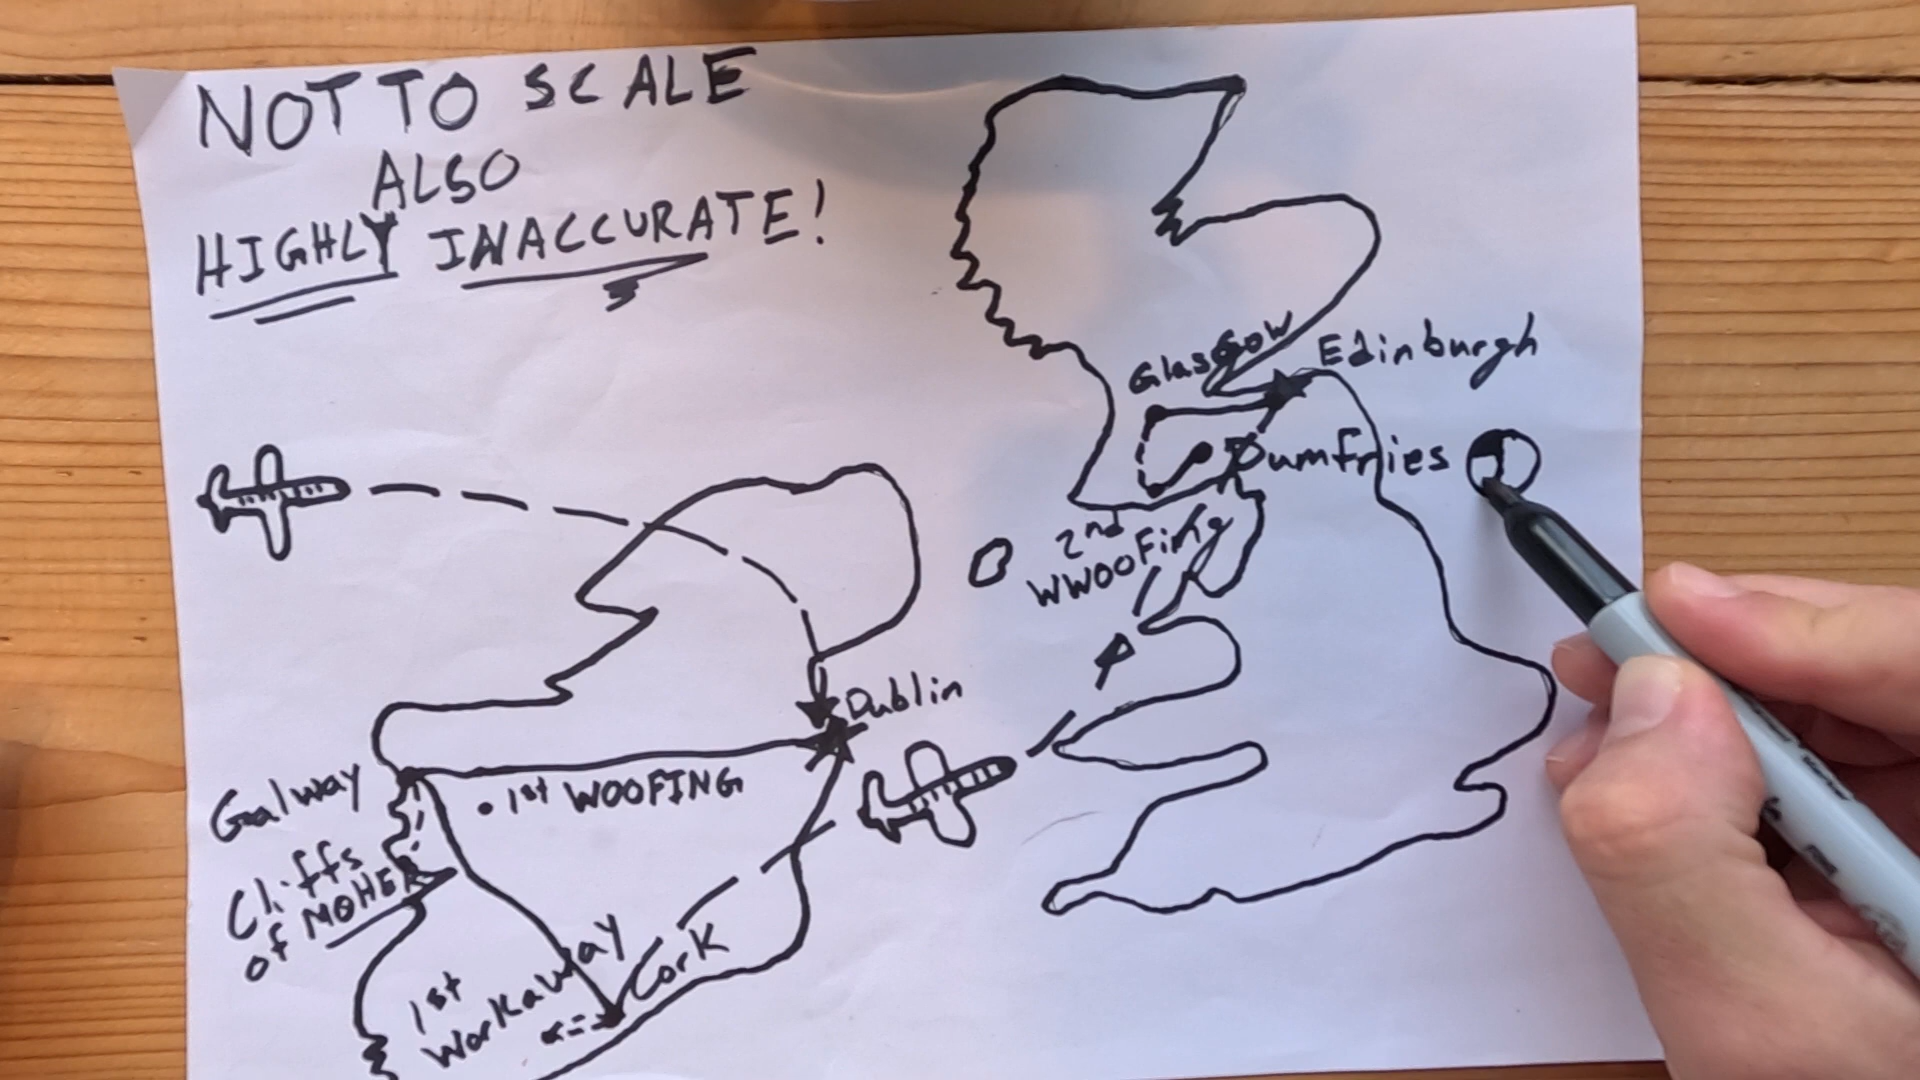 NOT TO SCALE
ALSO
HIGHLY INACCURATE!
Glasgow
Edinburgh
Dumfries
2nd
WWOOFing
Dublin
Galway
1st WOOFING
Cliffs
of MOHER
1st
Workaway
Cork